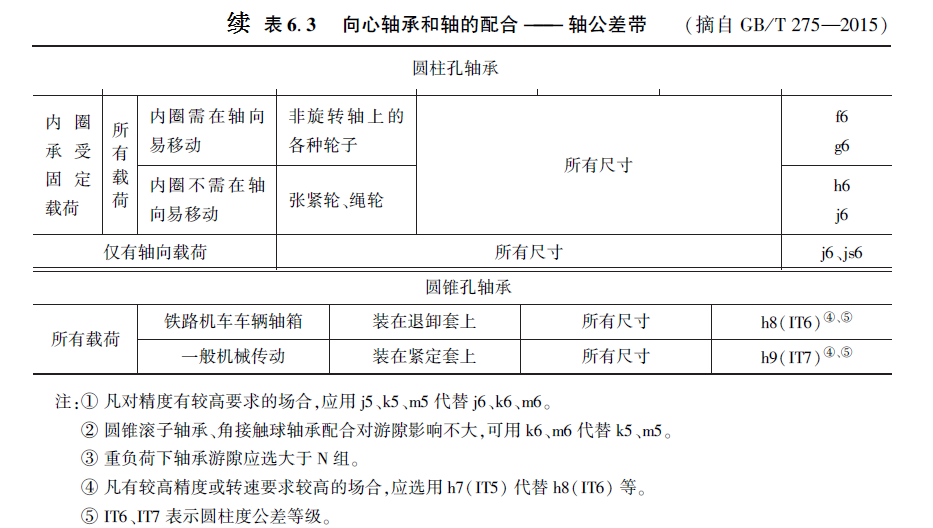 续 表6.3 向心轴承和轴的配合——轴公差带 (摘自 GB/T 275—2015)
圆柱孔轴承
内圈承受固定载荷
所有载荷
内圈需在轴向易移动
非旋转轴上的各种轮子
所有尺寸
f6
g6
内圈不需在轴向易移动
张紧轮、绳轮
h6
j6
仅有轴向载荷 所有尺寸 j6、js6
圆锥孔轴承
所有载荷
铁路机车车辆轴箱 装在退卸套上 所有尺寸 h8(IT6)④、⑤
一般机械传动 装在紧定套上 所有尺寸 h9(IT7)④、⑤
注:① 凡对精度有较高要求的场合,应用 j5、k5、m5 代替 j6、k6、m6。
② 圆锥滚子轴承、角接触球轴承配合对游隙影响不大,可用 k6、m6 代替 k5、m5。
③ 重负荷下轴承游隙应选大于 N 组。
④ 凡有较高精度或转速要求较高的场合,应选用 h7(IT5) 代替 h8(IT6) 等。
⑤ IT6、IT7 表示圆柱度公差等级。